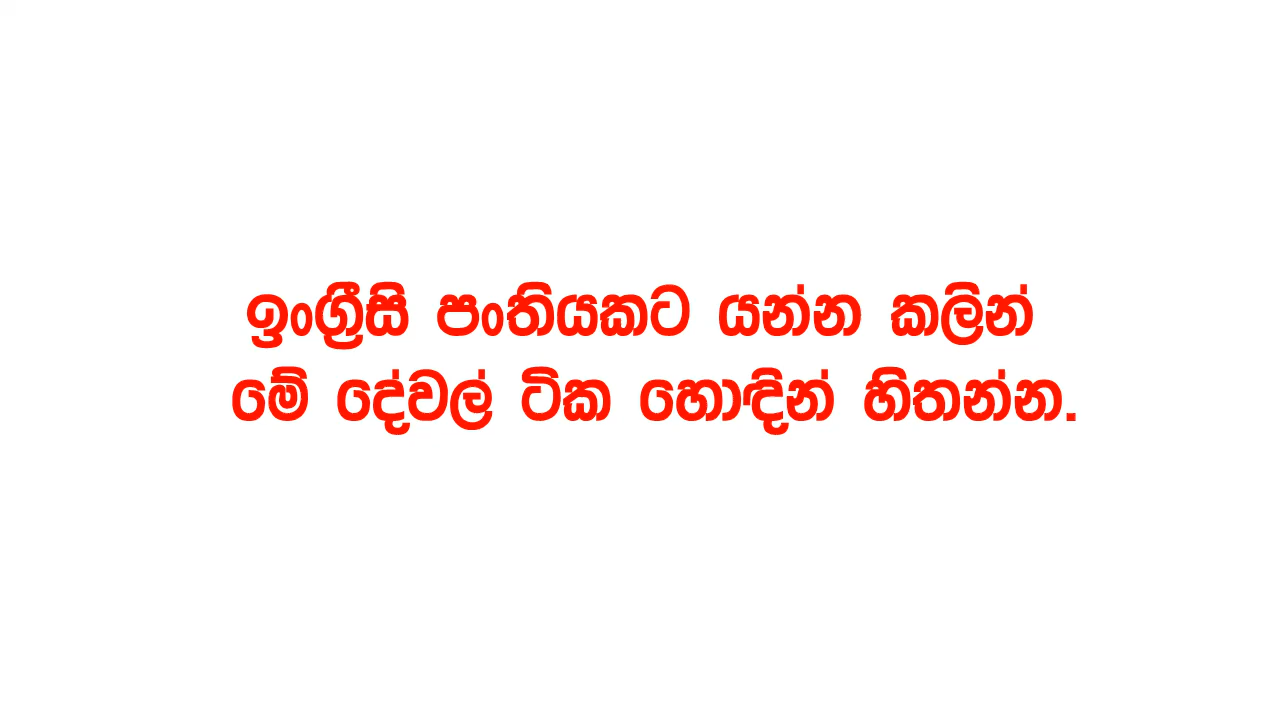 ඉංග්‍රීසි පංතියකට යන්න කලින්
මේ දේවල් ටික හොඳින් හිතන්න.